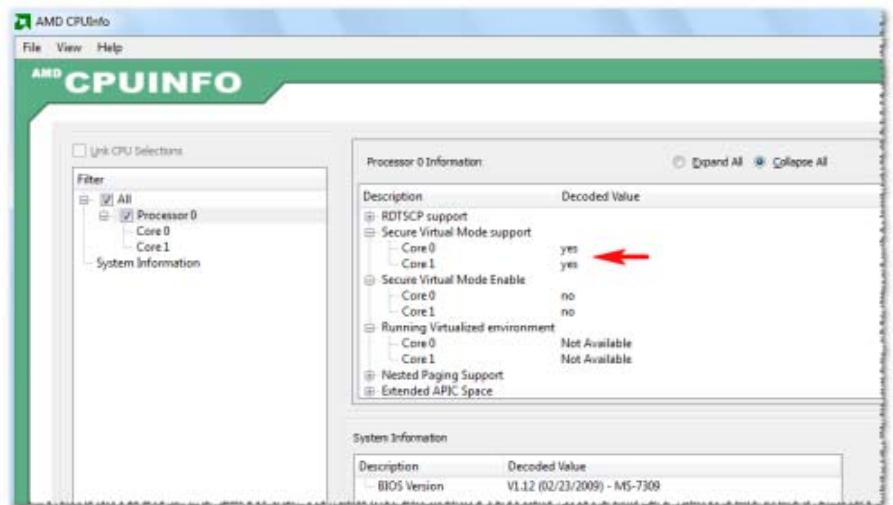 AMD CPUInfo
File View Help
AMD CPUINFO
Link CPU Selections
Filter
All
Processor 0
Core 0
Core 1
System Information
Processor 0 Information
Expand All Collapse All
Description Decoded Value
RDTSCP support
Secure Virtual Mode support
Core 0 yes
Core 1 yes
Secure Virtual Mode Enable
Core 0 no
Core 1 no
Running Virtualized environment
Core 0 Not Available
Core 1 Not Available
Nested Paging Support
Extended APIC Space
System Information
Description Decoded Value
BIOS Version V1.12 (02/23/2009) - MS-7309